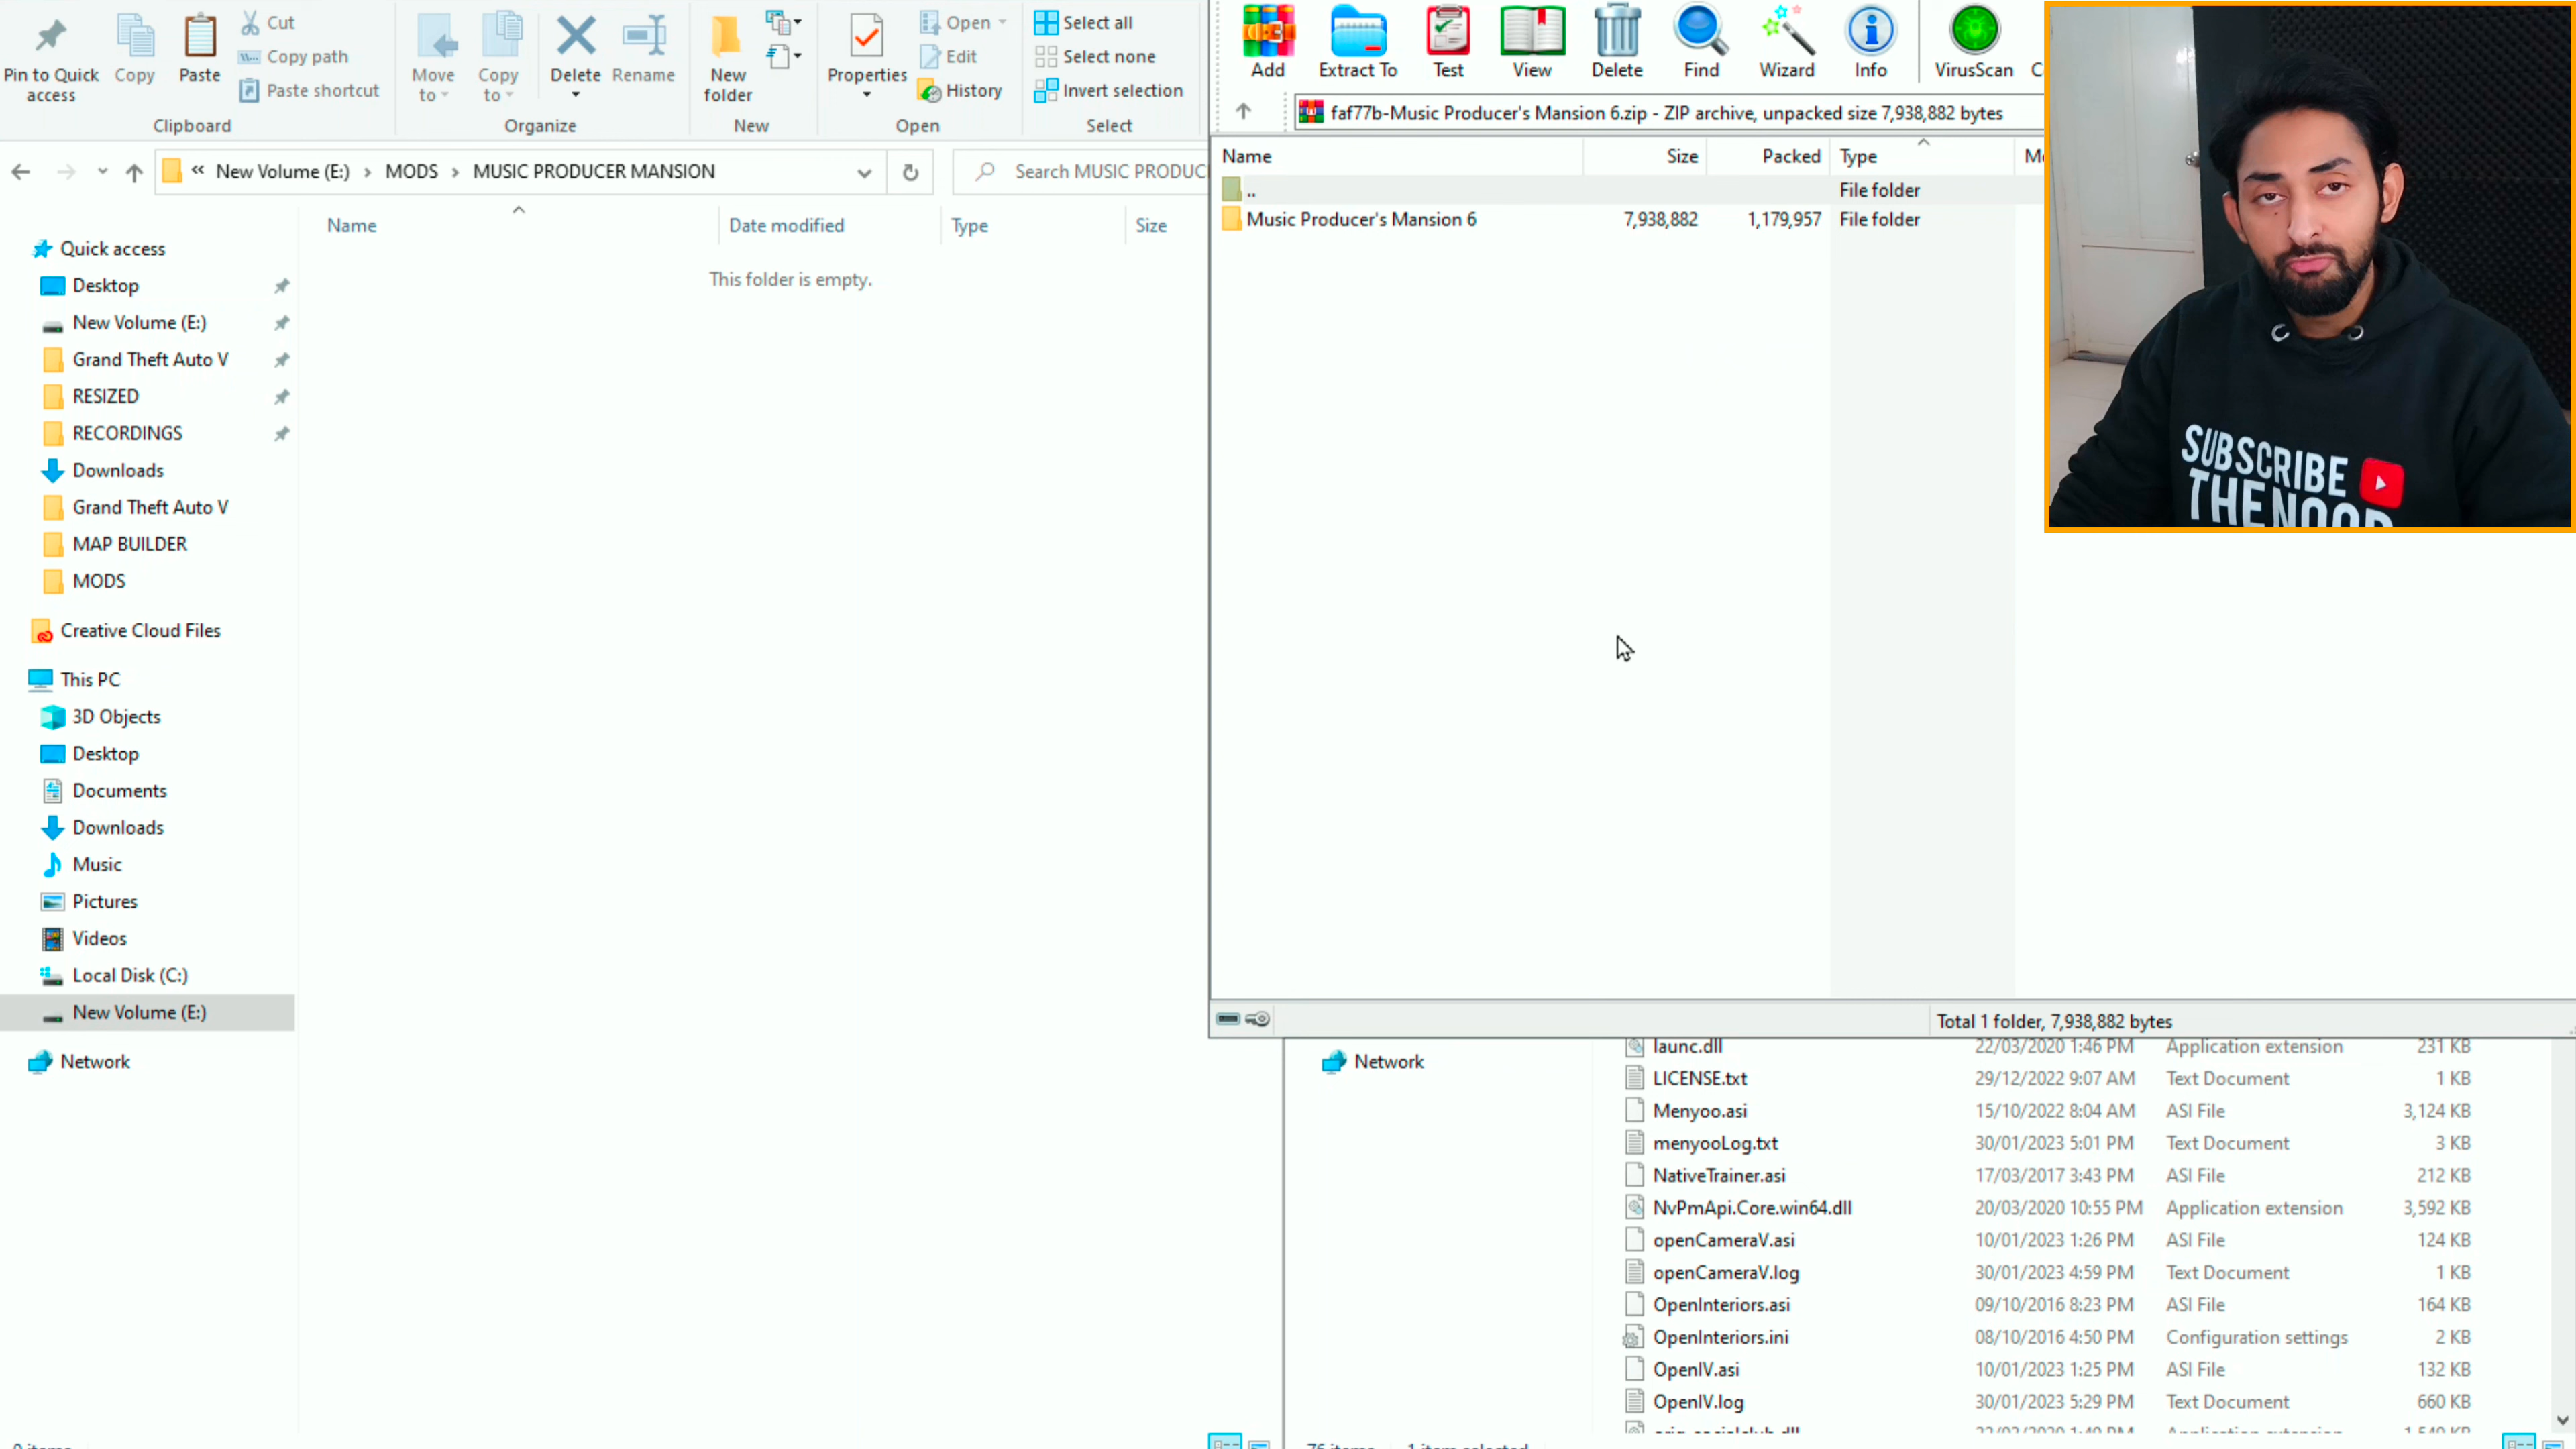 Pin to Quick access
Copy
Paste
Cut
Copy path
Paste shortcut
Clipboard
Move to
Copy to
Delete
Rename
Organize
New folder
New
Properties
Open
Edit
History
Open
Select all
Select none
Invert selection
Select
« New Volume (E:) › MODS › MUSIC PRODUCER MANSION
Search MUSIC PRODUC
Name Date modified Type Size
This folder is empty.
Quick access
Desktop
New Volume (E:)
Grand Theft Auto V
RESIZED
RECORDINGS
Downloads
Grand Theft Auto V
MAP BUILDER
MODS
Creative Cloud Files
This PC
3D Objects
Desktop
Documents
Downloads
Music
Pictures
Videos
Local Disk (C:)
New Volume (E:)
Network
Add
Extract To
Test
View
Delete
Find
Wizard
Info
VirusScan
faf77b-Music Producer's Mansion 6.zip - ZIP archive, unpacked size 7,938,882 bytes
Name Size Packed Type
.. File folder
Music Producer's Mansion 6 7,938,882 1,179,957 File folder
Total 1 folder, 7,938,882 bytes
SUBSCRIBE
Network
launc.dll 22/03/2020 1:46 PM Application extension 231 KB
LICENSE.txt 29/12/2022 9:07 AM Text Document 1 KB
Menyoo.asi 15/10/2022 8:04 AM ASI File 3,124 KB
menyooLog.txt 30/01/2023 5:01 PM Text Document 3 KB
NativeTrainer.asi 17/03/2017 3:43 PM ASI File 212 KB
NvPmApi.Core.win64.dll 20/03/2020 10:55 PM Application extension 3,592 KB
openCameraV.asi 10/01/2023 1:26 PM ASI File 124 KB
openCameraV.log 30/01/2023 4:59 PM Text Document 1 KB
OpenInteriors.asi 09/10/2016 8:23 PM ASI File 164 KB
OpenInteriors.ini 08/10/2016 4:50 PM Configuration settings 2 KB
OpenIV.asi 10/01/2023 1:25 PM ASI File 132 KB
OpenIV.log 30/01/2023 5:29 PM Text Document 660 KB